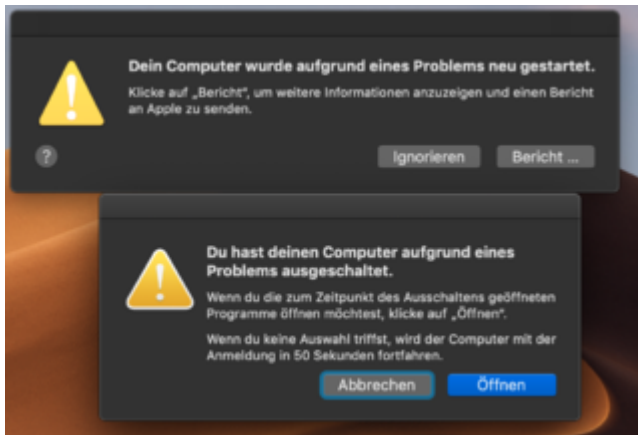 Dein Computer wurde aufgrund eines Problems neu gestartet.
Klicke auf „Bericht“, um weitere Informationen anzuzeigen und einen Bericht
an Apple zu senden.
?
Ignorieren
Bericht ...
Du hast deinen Computer aufgrund eines
Problems ausgeschaltet.
Wenn du die zum Zeitpunkt des Ausschaltens geöffneten
Programme öffnen möchtest, klicke auf „Öffnen“.
Wenn du keine Auswahl triffst, wird der Computer mit der
Anmeldung in 50 Sekunden fortfahren.
Abbrechen
Öffnen